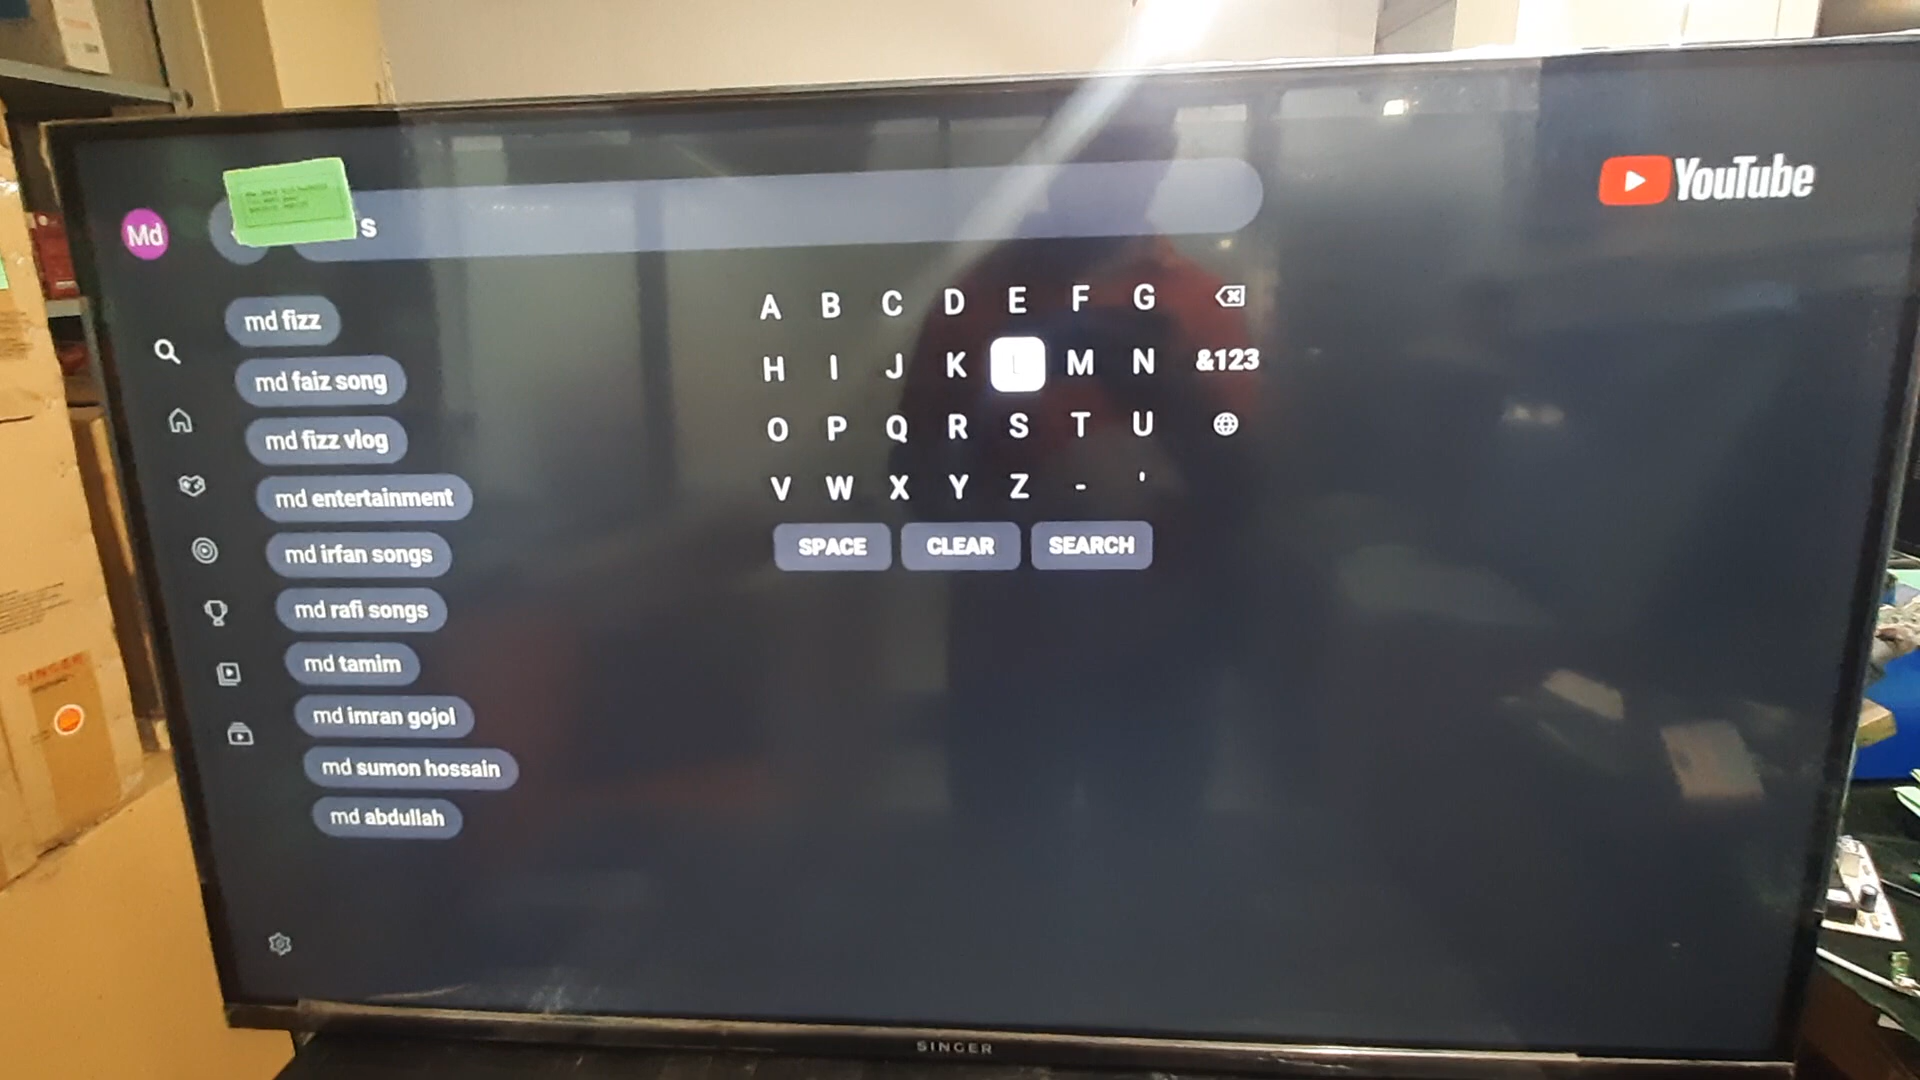 YouTube
Md
s
md fizz
md faiz song
md fizz vlog
md entertainment
md irfan songs
md rafi songs
md tamim
md imran gojol
md sumon hossain
md abdullah
A B C D E F G
H I J K L M N &123
O P Q R S T U
V W X Y Z - '
SPACE CLEAR SEARCH
SINGER
SINGER